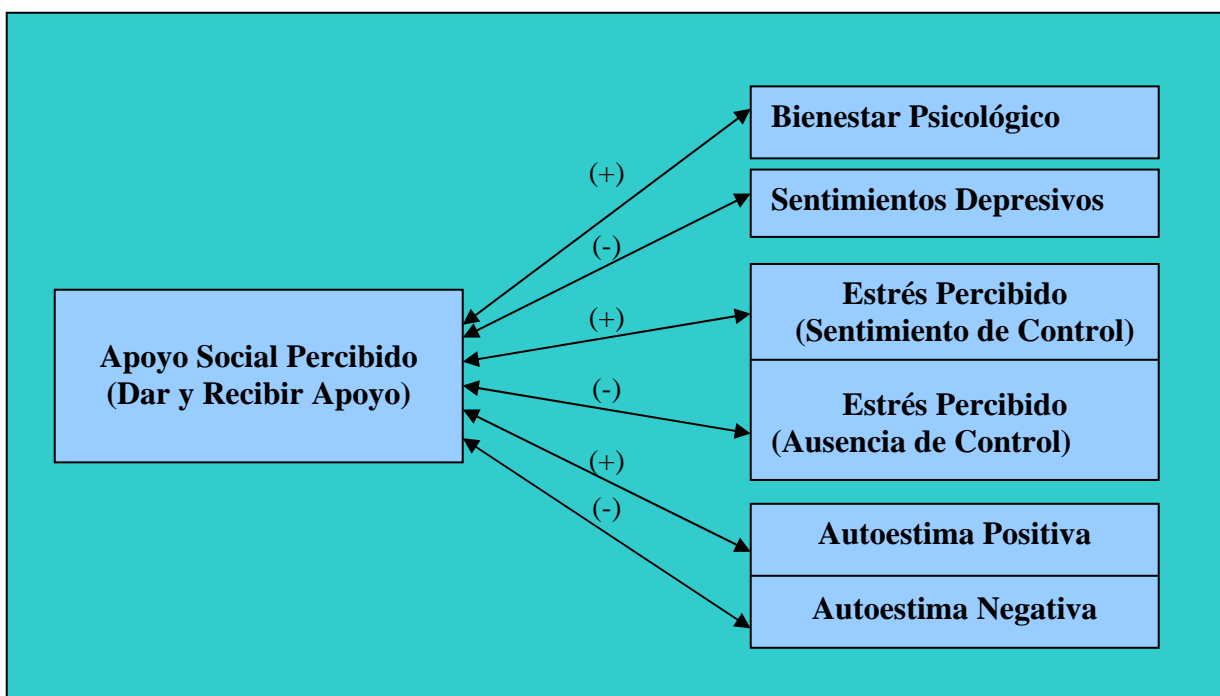 Bienestar Psicológico
(+)
Sentimientos Depresivos
(-)
Estrés Percibido
(Sentimiento de Control)
(+)
Apoyo Social Percibido
(Dar y Recibir Apoyo)
(-)
Estrés Percibido
(Ausencia de Control)
(+)
(-)
Autoestima Positiva
Autoestima Negativa